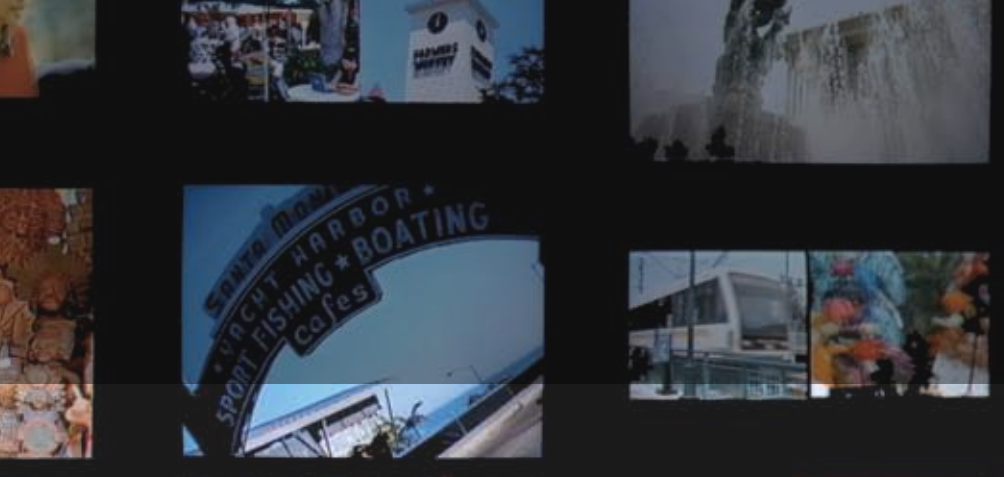 FARMERS
MARKET
SANTA MONI
★ YACHT HARBOR ★
SPORT FISHING ★ BOATING
Cafes